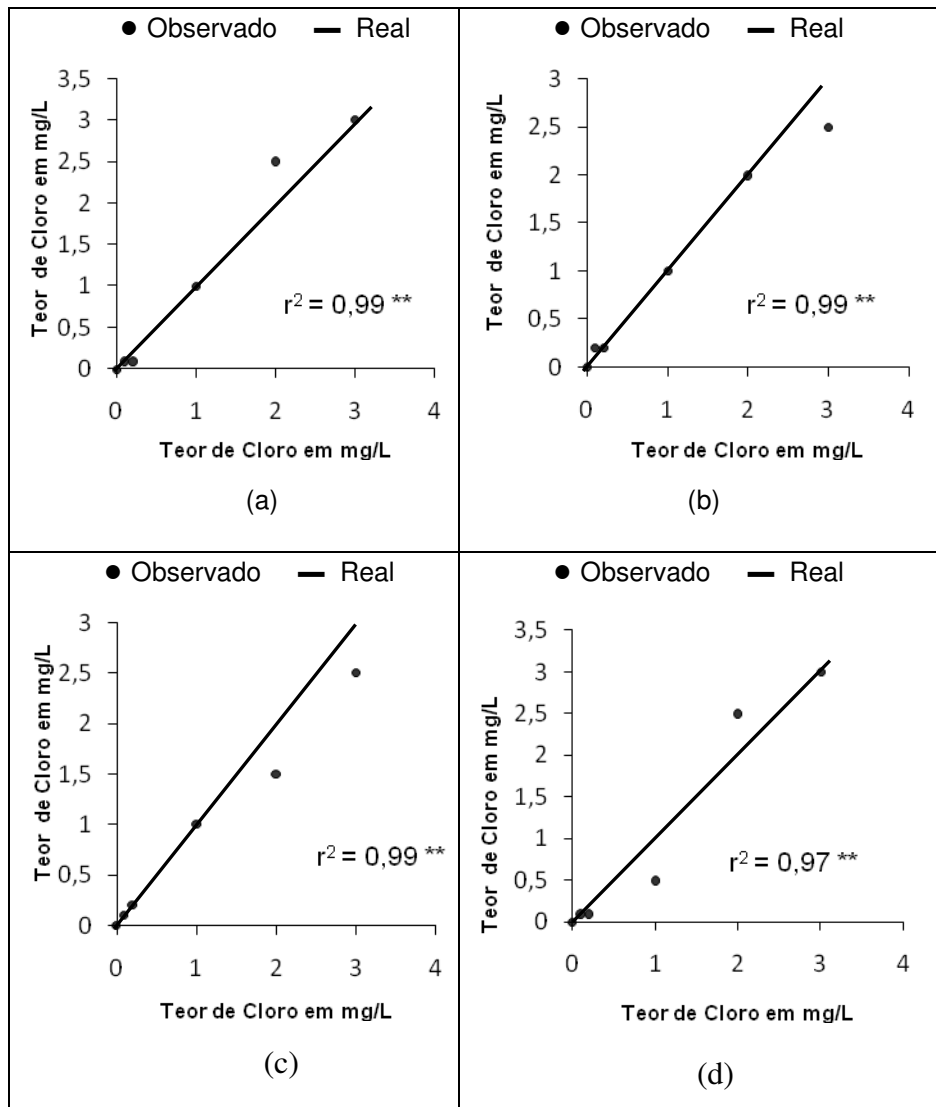 ● Observado — Real
3,5
3
2,5
2
1,5
1
0,5
0
0 1 2 3 4
Teor de Cloro em mg/L
Teor de Cloro em mg/L
r² = 0,99 **
(a)
● Observado — Real
3
2,5
2
1,5
1
0,5
0
0 1 2 3 4
Teor de Cloro em mg/L
Teor de Cloro em mg/L
r² = 0,99 **
(b)
● Observado — Real
3
2,5
2
1,5
1
0,5
0
0 1 2 3 4
Teor de Cloro em mg/L
Teor de Cloro em mg/L
r² = 0,99 **
(c)
● Observado — Real
3,5
3
2,5
2
1,5
1
0,5
0
0 1 2 3 4
Teor de Cloro em mg/L
Teor de Cloro em mg/L
r² = 0,97 **
(d)